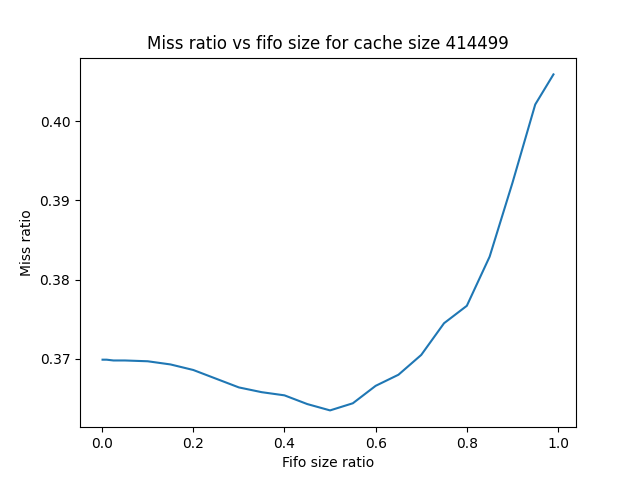 Miss ratio vs fifo size for cache size 414499
Miss ratio
0.40
0.39
0.38
0.37
0.0 0.2 0.4 0.6 0.8 1.0
Fifo size ratio